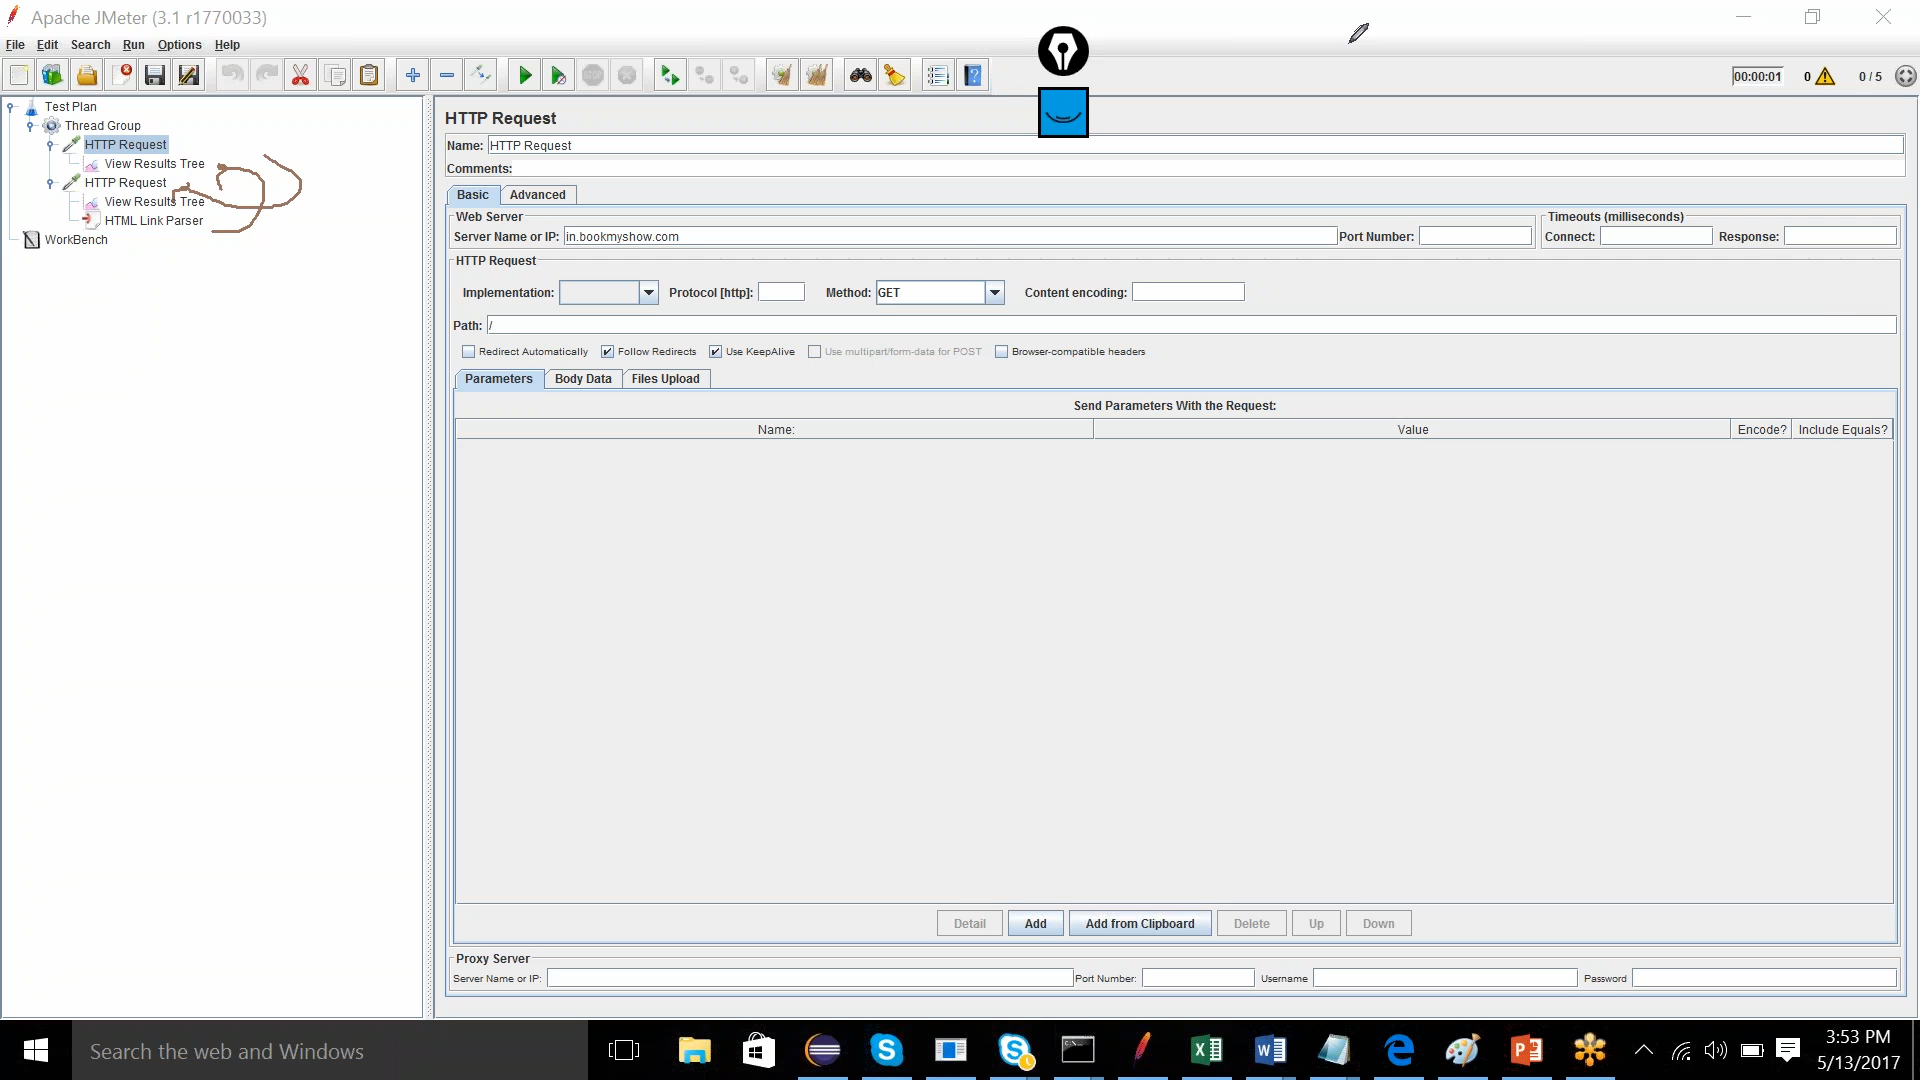 Apache JMeter (3.1 r1770033)
File Edit Search Run Options Help
00:00:01 0 0 / 5
Test Plan
Thread Group
HTTP Request
View Results Tree
HTTP Request
View Results Tree
HTML Link Parser
WorkBench
HTTP Request
Name: HTTP Request
Comments:
Basic Advanced
Web Server
Server Name or IP: in.bookmyshow.com Port Number:
Timeouts (milliseconds)
Connect: Response:
HTTP Request
Implementation: Protocol [http]: Method: GET Content encoding:
Path: /
Redirect Automatically Follow Redirects Use KeepAlive Use multipart/form-data for POST Browser-compatible headers
Parameters Body Data Files Upload
Send Parameters With the Request:
Name: Value Encode? Include Equals?
Detail Add Add from Clipboard Delete Up Down
Proxy Server
Server Name or IP: Port Number: Username Password
Search the web and Windows
3:53 PM
5/13/2017